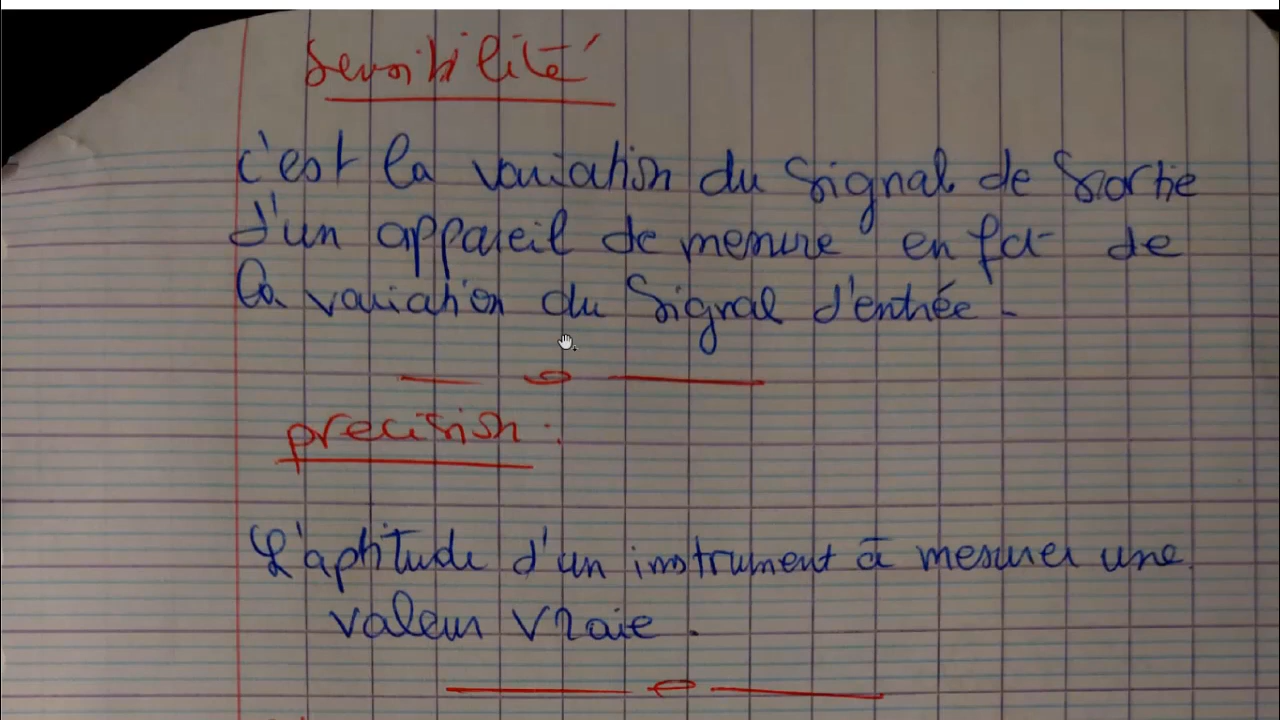 sensibilité
c'est la variation du signal de sortie
d'un appareil de mesure en fct- de
la variation du signal d'entrée -
precision :
L'aptitude d'un instrument à mesurer une
valeur vraie .